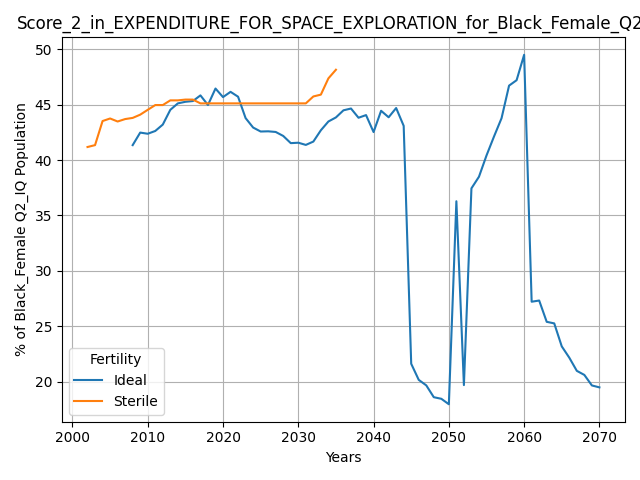 Score_2_in_EXPENDITURE_FOR_SPACE_EXPLORATION_for_Black_Female_Q2
50
45
40
35
30
25
20
% of Black_Female Q2_IQ Population
Fertility
Ideal
Sterile
2000 2010 2020 2030 2040 2050 2060 2070
Years